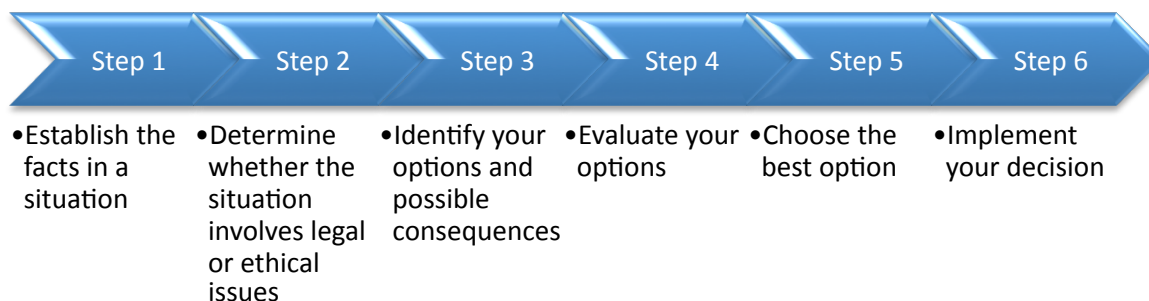 Step 1
Step 2
Step 3
Step 4
Step 5
Step 6
•Establish the
facts in a
situation
•Determine
whether the
situation
involves legal
or ethical
issues
•Identify your
options and
possible
consequences
•Evaluate your
options
•Choose the
best option
•Implement
your decision